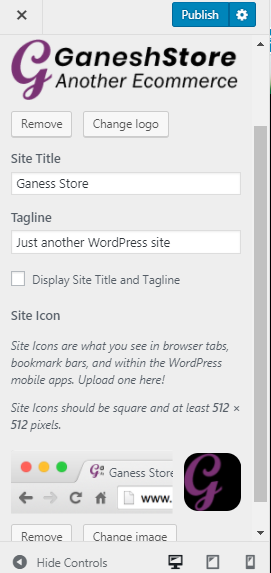 Publish
GaneshStore
Another Ecommerce
Remove
Change logo
Site Title
Ganess Store
Tagline
Just another WordPress site
Display Site Title and Tagline
Site Icon
Site Icons are what you see in browser tabs,
bookmark bars, and within the WordPress
mobile apps. Upload one here!
Site Icons should be square and at least 512 ×
512 pixels.
Ganess Store
www.
Remove
Change image
Hide Controls